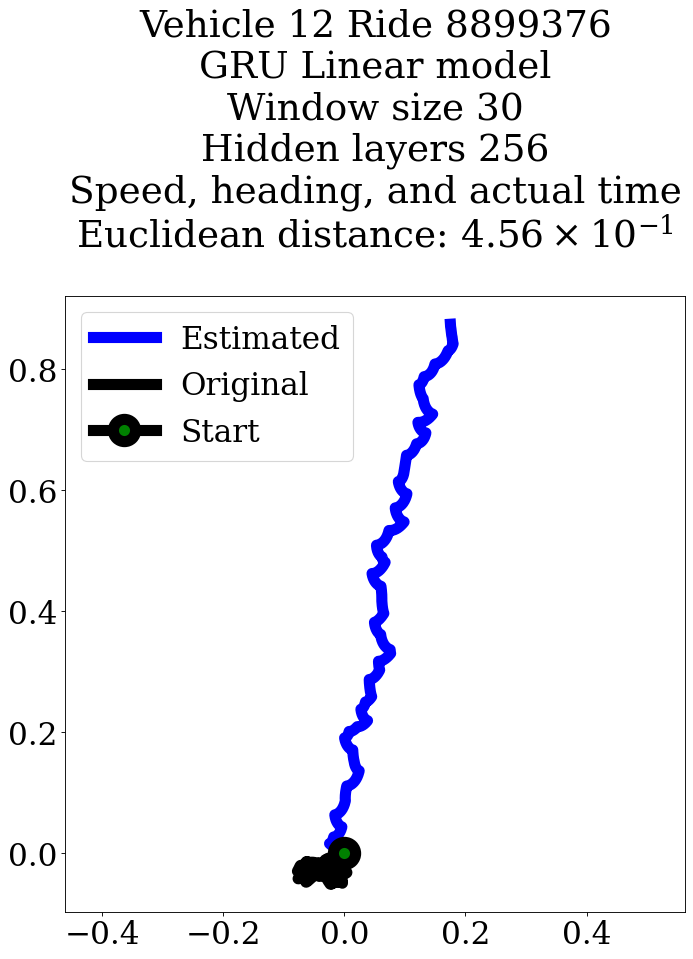 Vehicle 12 Ride 8899376
GRU Linear model
Window size 30
Hidden layers 256
Speed, heading, and actual time
Euclidean distance: 4.56 × 10⁻¹
Estimated
Original
Start
0.8
0.6
0.4
0.2
0.0
−0.4
−0.2
0.0
0.2
0.4